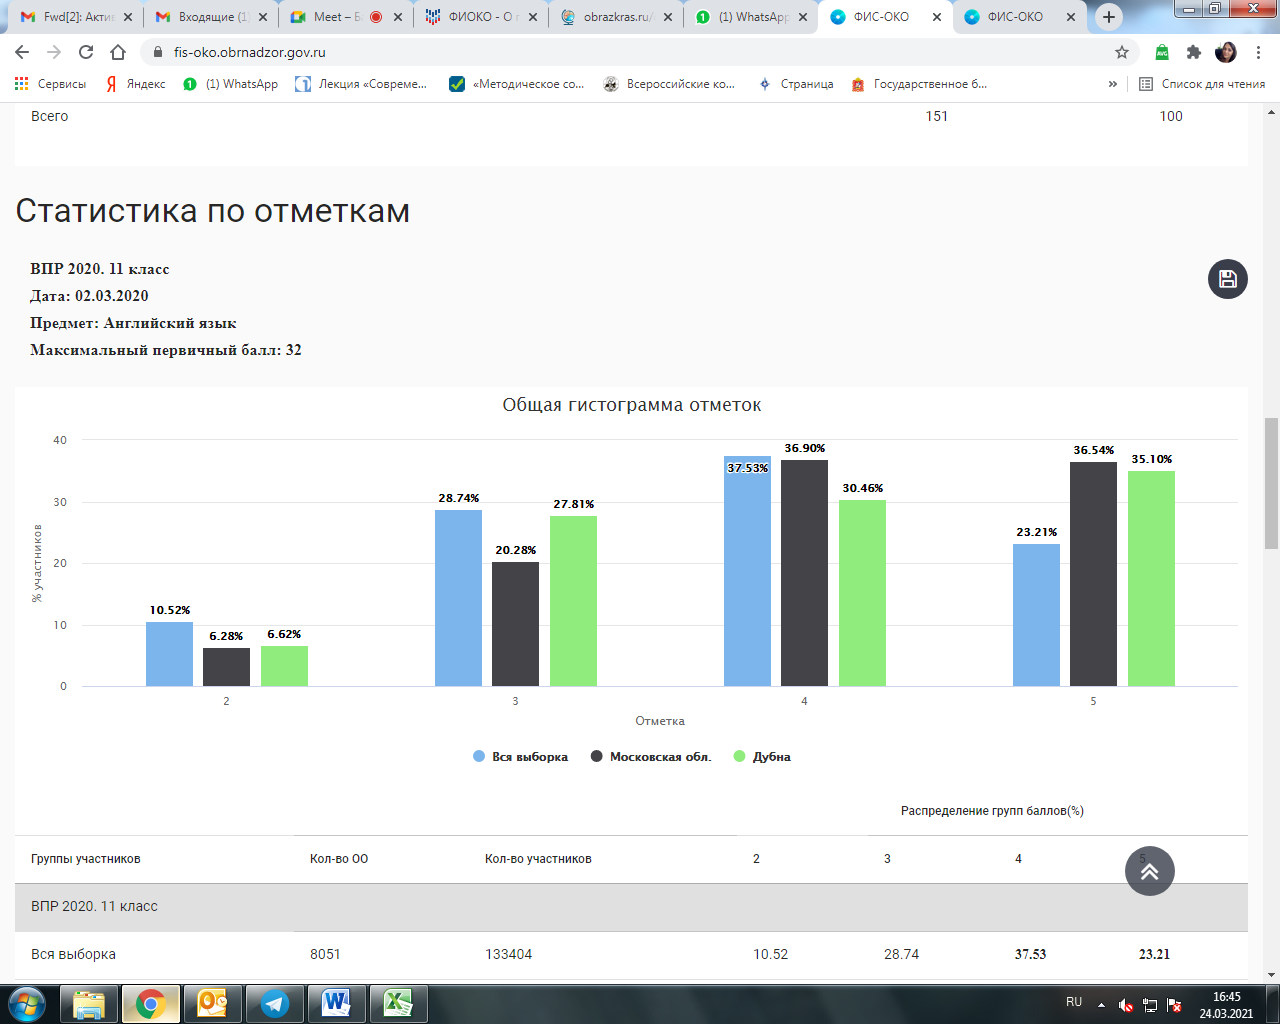 Fwd[2]: Акти
Входящие (1
Meet – Б
ФИОКО - О г
obrazkras.ru/
(1) WhatsApp
ФИС-ОКО
ФИС-ОКО
fis-oko.obrnadzor.gov.ru
Сервисы
Яндекс
(1) WhatsApp
Лекция «Совреме...
«Методическое со...
Всероссийские ко...
Страница
Государственное б...
»
Список для чтения
Всего 151 100
Статистика по отметкам
ВПР 2020. 11 класс
Дата: 02.03.2020
Предмет: Английский язык
Максимальный первичный балл: 32
Общая гистограмма отметок
40
30
20
10
0
% участников
10.52%
6.28%
6.62%
28.74%
20.28%
27.81%
37.53%
36.90%
30.46%
23.21%
36.54%
35.10%
2 3 4 5
Отметка
Вся выборка Московская обл. Дубна
Распределение групп баллов(%)
Группы участников Кол-во ОО Кол-во участников 2 3 4 5
ВПР 2020. 11 класс
Вся выборка 8051 133404 10.52 28.74 37.53 23.21
RU
16:45
24.03.2021